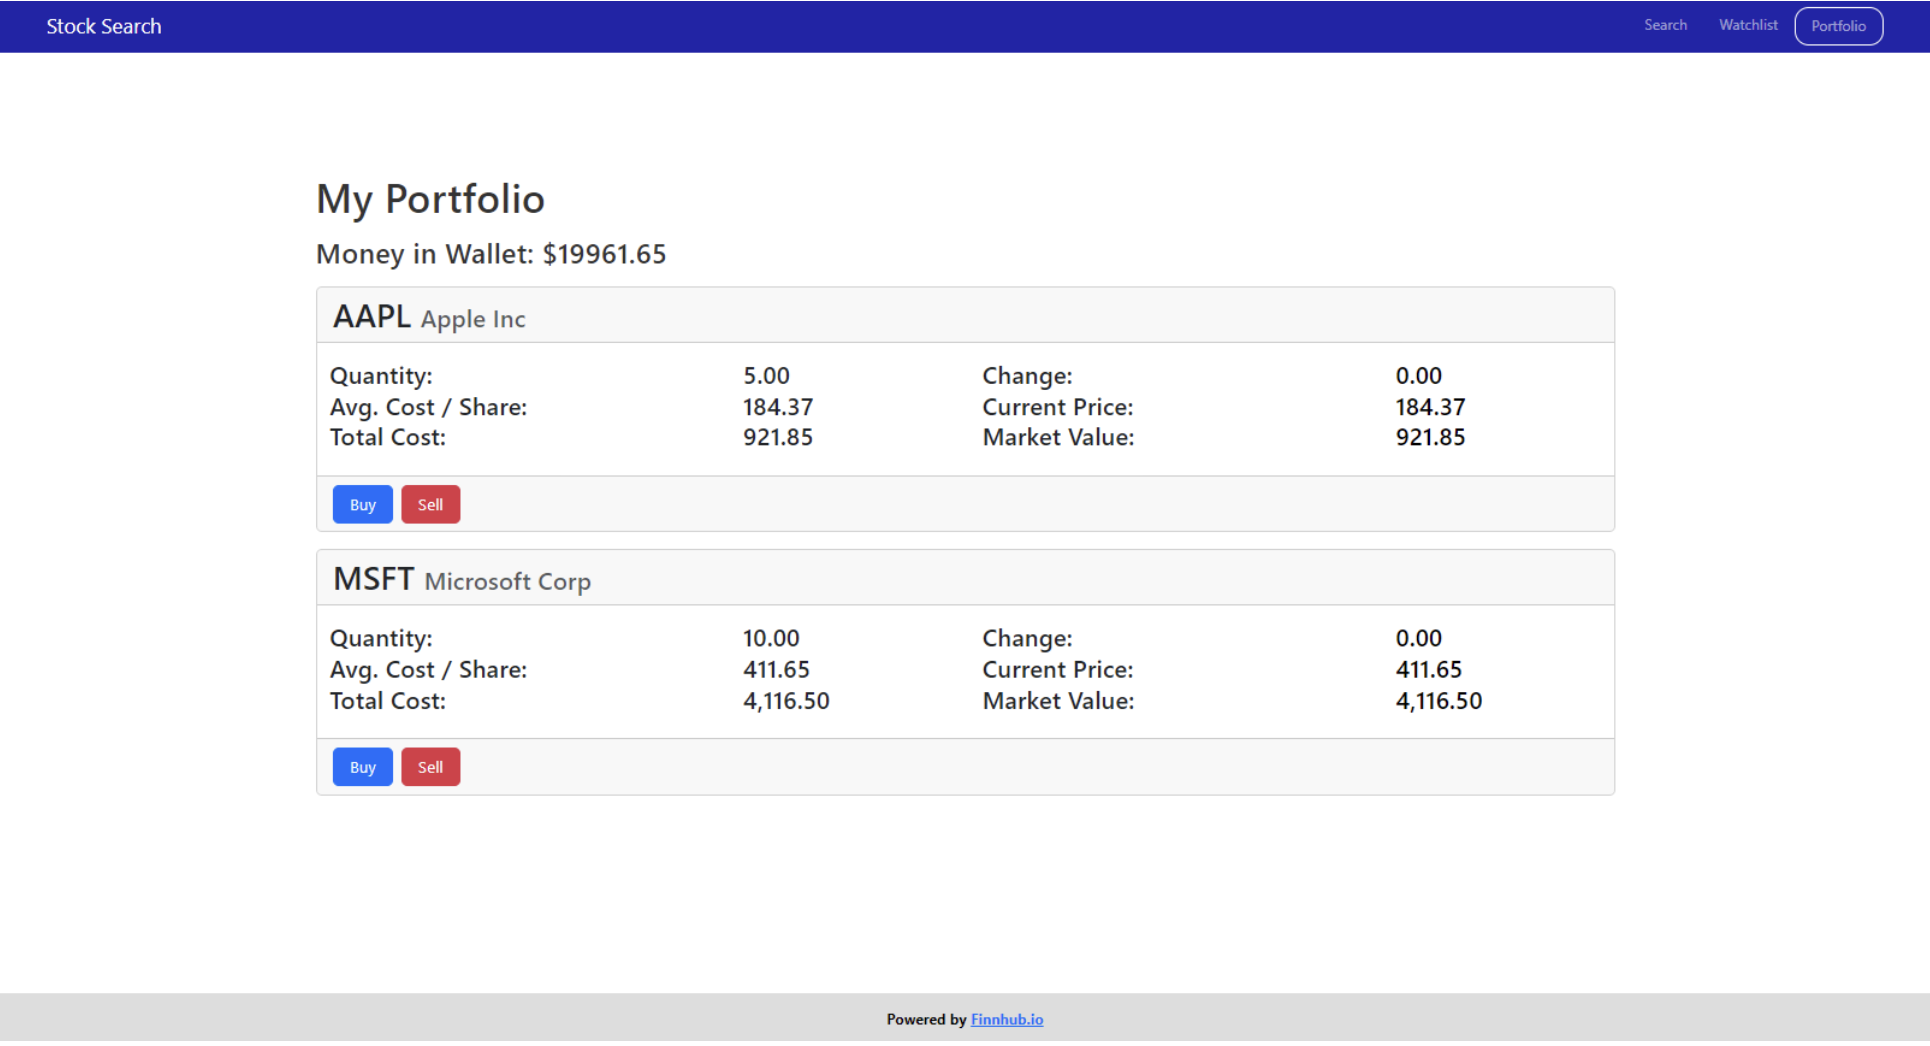 Stock Search Search Watchlist Portfolio
My Portfolio
Money in Wallet: $19961.65
AAPL Apple Inc
Quantity: 5.00 Change: 0.00
Avg. Cost / Share: 184.37 Current Price: 184.37
Total Cost: 921.85 Market Value: 921.85
Buy Sell
MSFT Microsoft Corp
Quantity: 10.00 Change: 0.00
Avg. Cost / Share: 411.65 Current Price: 411.65
Total Cost: 4,116.50 Market Value: 4,116.50
Buy Sell
Powered by Finnhub.io